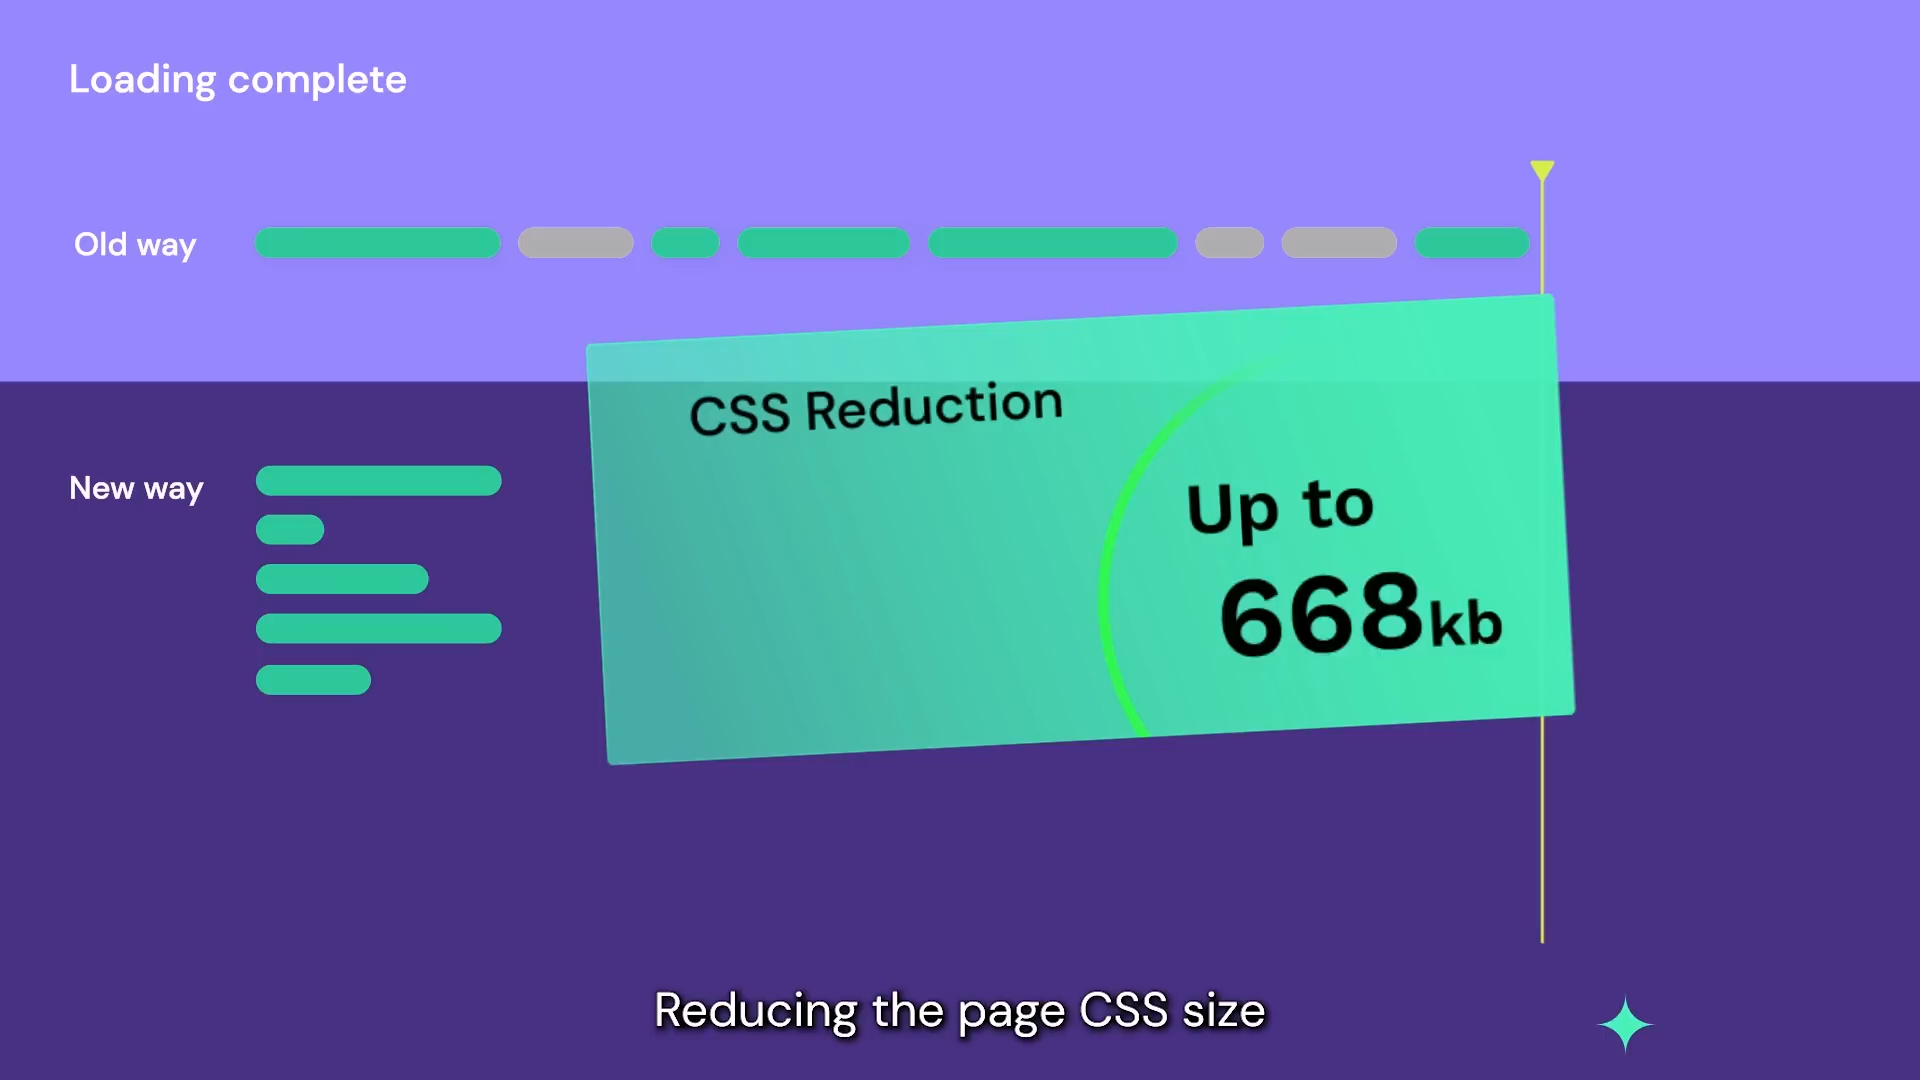 Loading complete
Old way
CSS Reduction
New way
Up to
668kb
Reducing the page CSS size